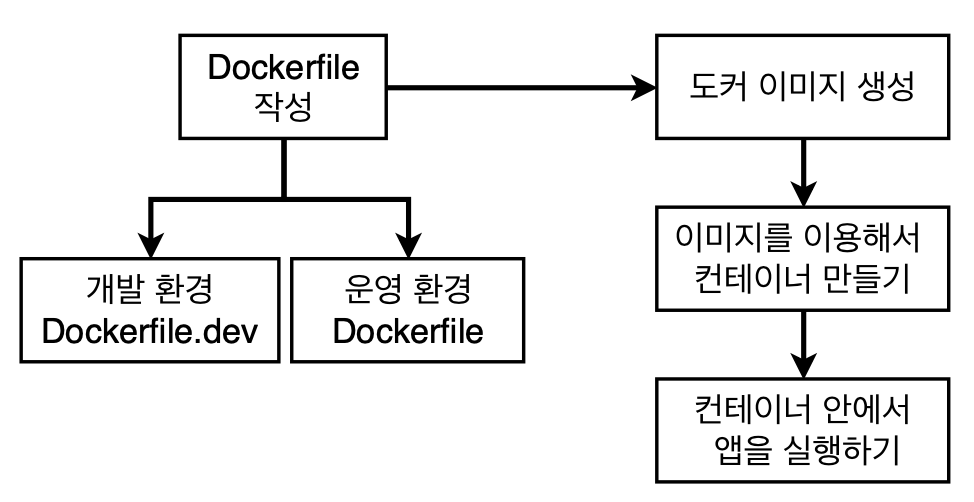 Dockerfile
작성
도커 이미지 생성
개발 환경
Dockerfile.dev
운영 환경
Dockerfile
이미지를 이용해서
컨테이너 만들기
컨테이너 안에서
앱을 실행하기